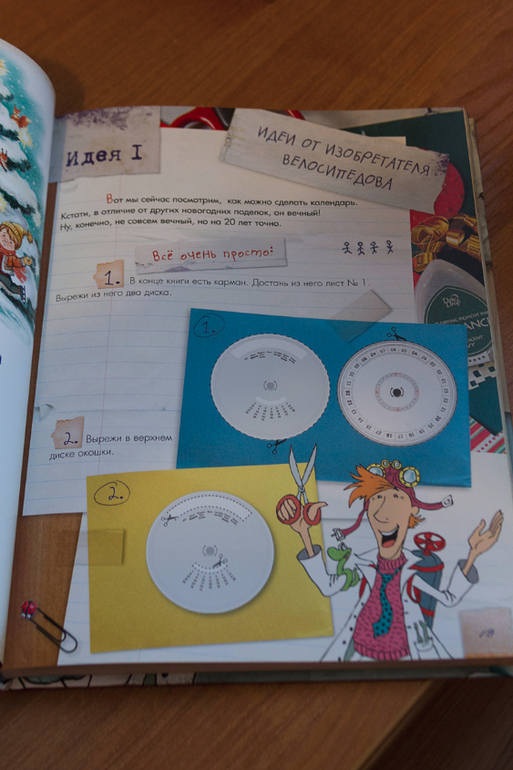 Идея I
ИДЕИ ОТ ИЗОБРЕТАТЕЛЯ
ВЕЛОСИПЕДОВА
Вот мы сейчас посмотрим, как можно сделать календарь.
Кстати, в отличие от других новогодних поделок, он вечный!
Ну, конечно, не совсем вечный, но на 20 лет точно.
Всё очень просто:
1. В конце книги есть карман. Достань из него лист № 1.
Вырежи из него два диска.
1.
2. Вырежи в верхнем
диске окошки.
2.